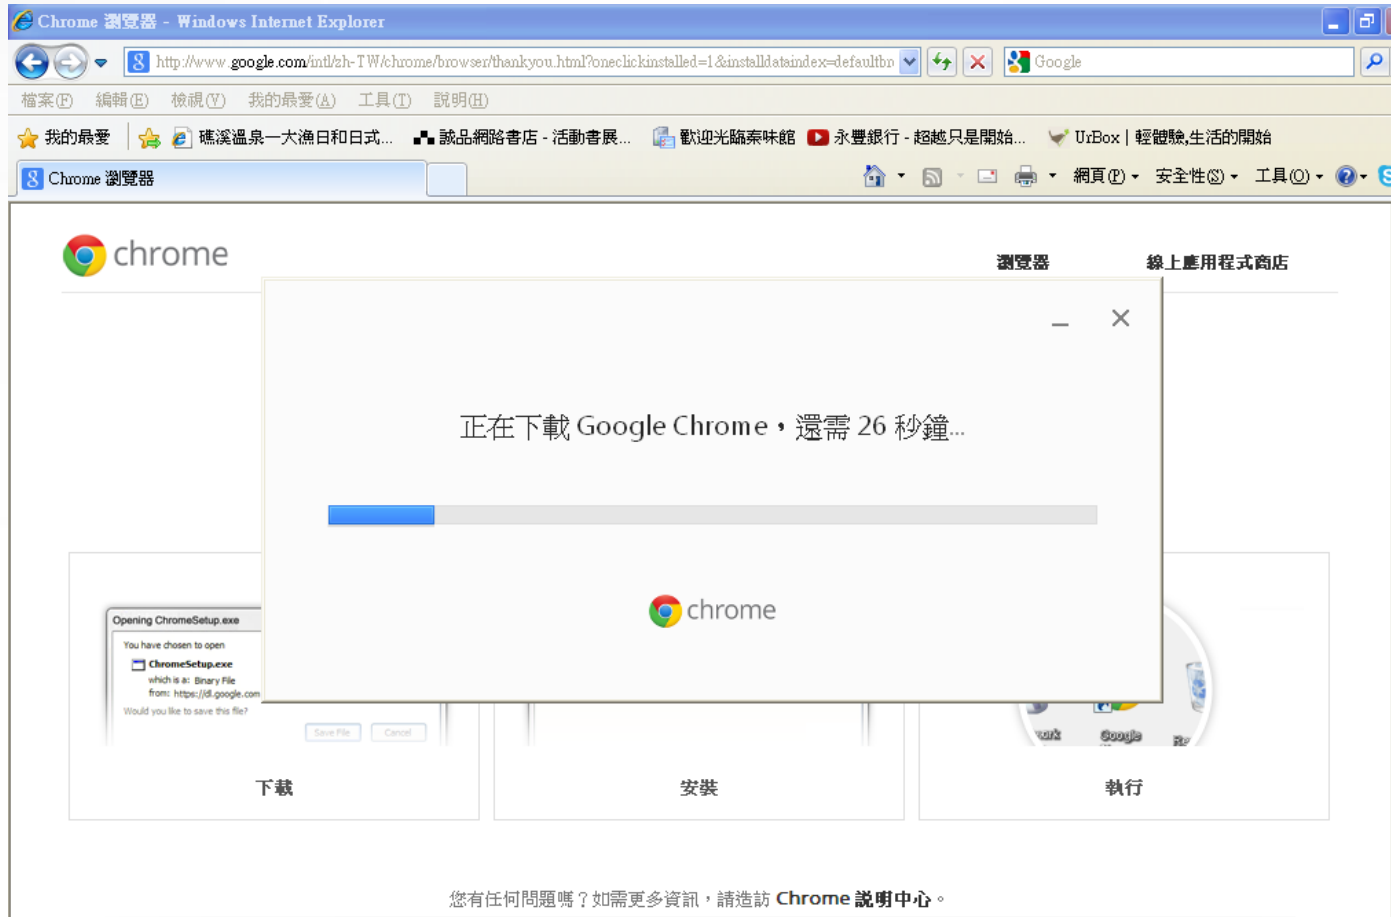 Chrome 瀏覽器 - Windows Internet Explorer
http://www.google.com/intl/zh-TW/chrome/browser/thankyou.html?oneclickinstalled=1&installdataindex=defaultbr
Google
檔案(F) 編輯(E) 檢視(V) 我的最愛(A) 工具(T) 說明(H)
我的最愛 礁溪溫泉一大漁日和日式... 誠品網路書店 - 活動書展... 歡迎光臨泰味館 永豐銀行 - 超越只是開始... UrBox | 輕體驗,生活的開始
Chrome 瀏覽器
網頁(P) 安全性(S) 工具(O)
chrome
瀏覽器 線上應用程式商店
正在下載 Google Chrome，還需 26 秒鐘...
chrome
Opening ChromeSetup.exe
You have chosen to open
ChromeSetup.exe
which is a: Binary File
from: https://dl.google.com
Would you like to save this file?
Save File Cancel
Google
下載
安裝
執行
您有任何問題嗎？如需更多資訊，請造訪 Chrome 說明中心。